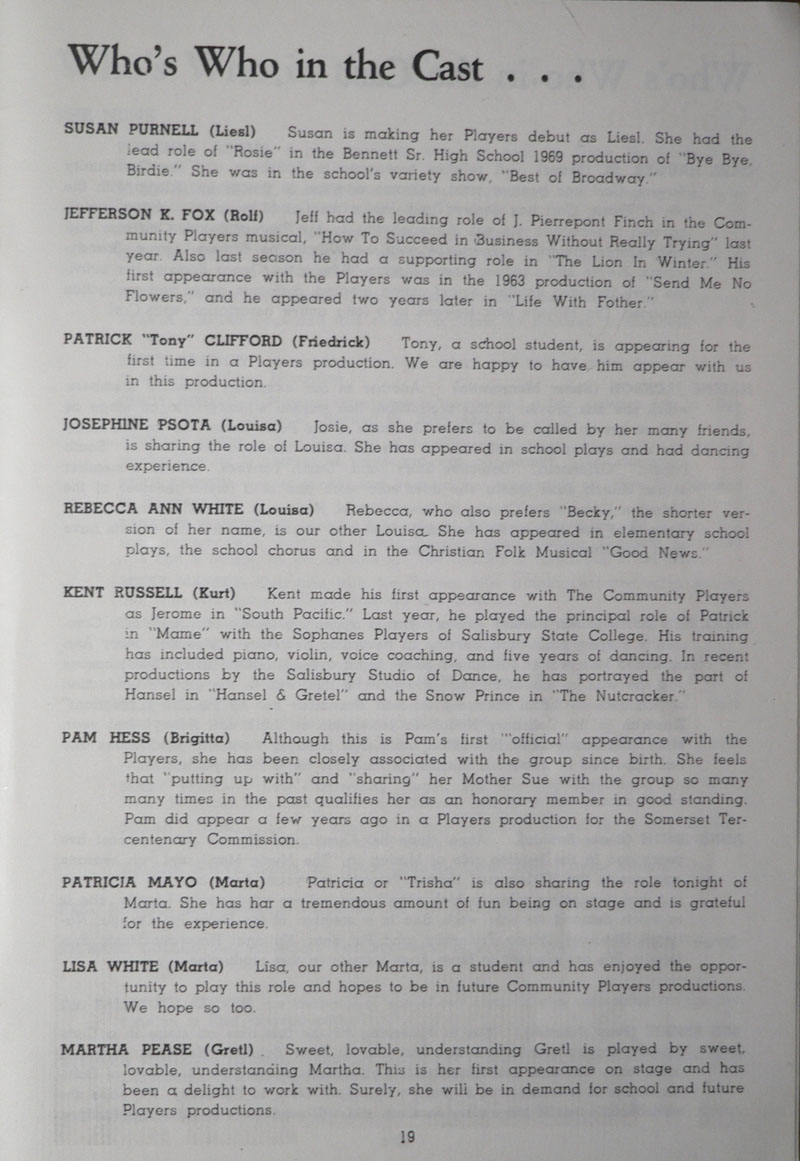 Who's Who in the Cast . . .
SUSAN PURNELL (Liesl) Susan is making her Players debut as Liesl. She had the
lead role of "Rosie" in the Bennett Sr. High School 1969 production of "Bye Bye,
Birdie." She was in the school's variety show, "Best of Broadway."
JEFFERSON K. FOX (Rolf) Jeff had the leading role of J. Pierrepont Finch in the Com-
munity Players musical, "How To Succeed in Business Without Really Trying" last
year. Also last season he had a supporting role in "The Lion In Winter." His
first appearance with the Players was in the 1963 production of "Send Me No
Flowers," and he appeared two years later in "Life With Fother."
PATRICK "Tony" CLIFFORD (Friedrick) Tony, a school student, is appearing for the
first time in a Players production. We are happy to have him appear with us
in this production.
JOSEPHINE PSOTA (Louisa) Josie, as she prefers to be called by her many friends,
is sharing the role of Louisa. She has appeared in school plays and had dancing
experience.
REBECCA ANN WHITE (Louisa) Rebecca, who also prefers "Becky," the shorter ver-
sion of her name, is our other Louisa. She has appeared in elementary school
plays, the school chorus and in the Christian Folk Musical "Good News."
KENT RUSSELL (Kurt) Kent made his first appearance with The Community Players
as Jerome in "South Pacific." Last year, he played the principal role of Patrick
in "Mame" with the Sophanes Players of Salisbury State College. His training
has included piano, violin, voice coaching, and five years of dancing. In recent
productions by the Salisbury Studio of Dance, he has portrayed the part of
Hansel in "Hansel & Gretel" and the Snow Prince in "The Nutcracker."
PAM HESS (Brigitta) Although this is Pam's first "'official" appearance with the
Players, she has been closely associated with the group since birth. She feels
that "putting up with" and "sharing" her Mother Sue with the group so many
many times in the past qualifies her as an honorary member in good standing.
Pam did appear a few years ago in a Players production for the Somerset Ter-
centenary Commission.
PATRICIA MAYO (Marta) Patricia or "Trisha" is also sharing the role tonight of
Marta. She has har a tremendous amount of fun being on stage and is grateful
for the experience.
LISA WHITE (Marta) Lisa, our other Marta, is a student and has enjoyed the oppor-
tunity to play this role and hopes to be in future Community Players productions.
We hope so too.
MARTHA PEASE (Gretl) Sweet, lovable, understanding Gretl is played by sweet,
lovable, understanding Martha. This is her first appearance on stage and has
been a delight to work with. Surely, she will be in demand for school and future
Players productions.
19